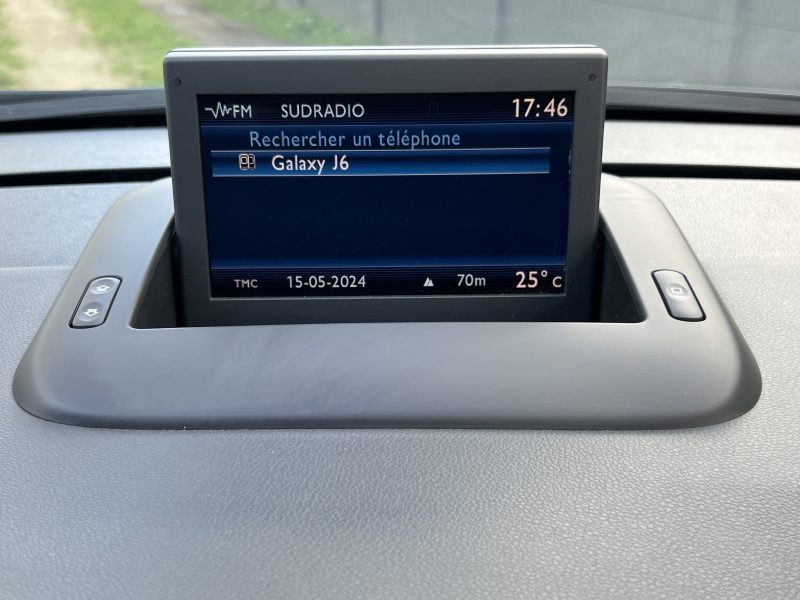 FM SUDRADIO 17:46
Rechercher un téléphone
Galaxy J6
TMC 15-05-2024 70m 25°C